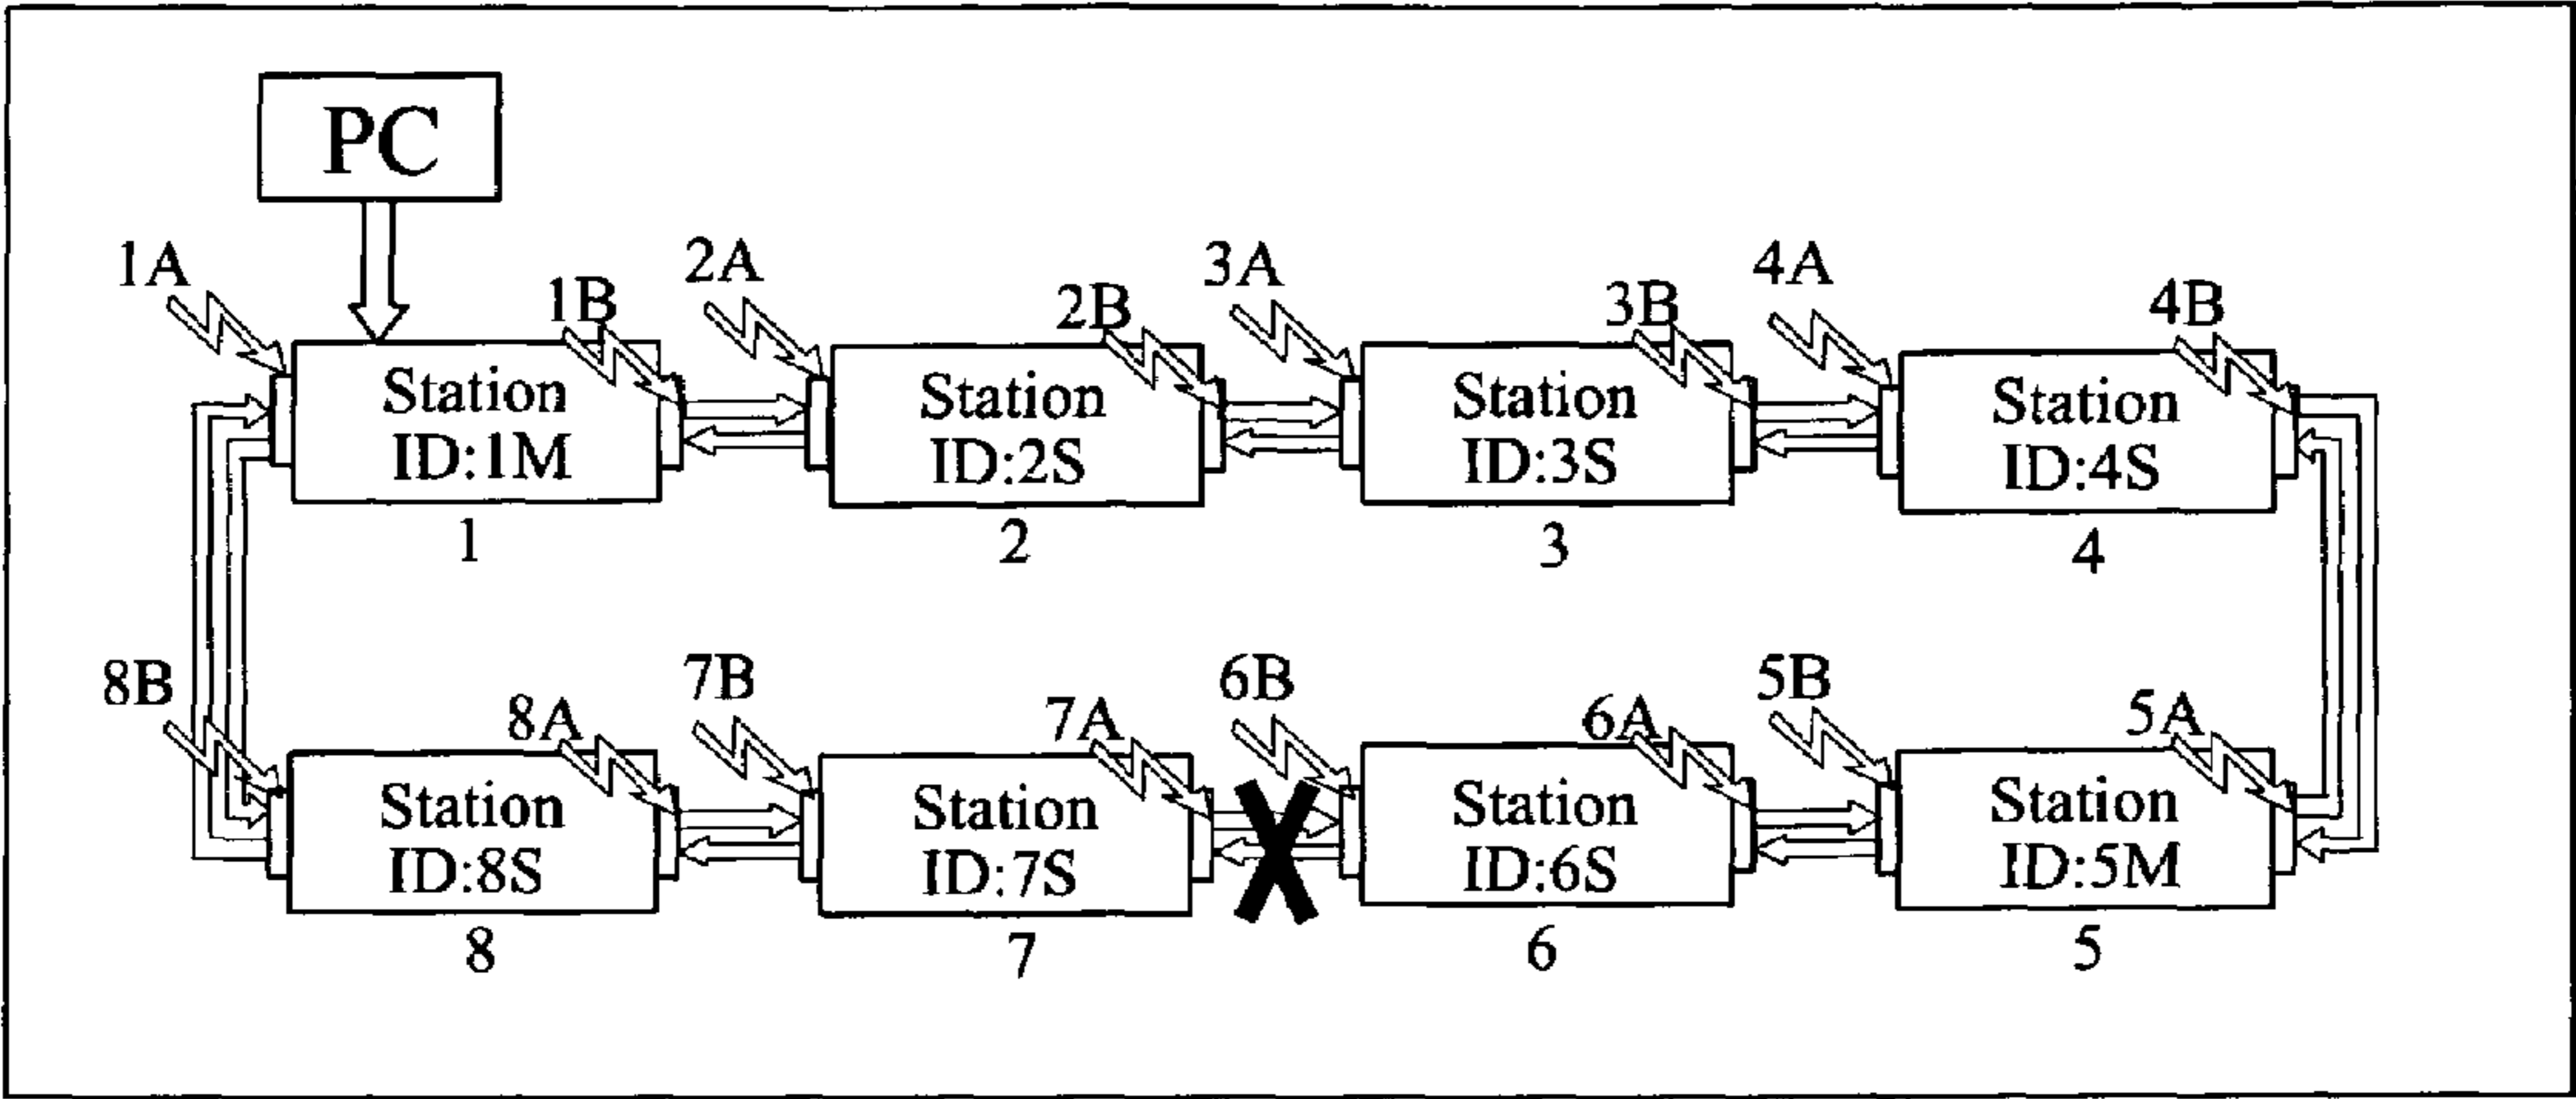 PC
1A
1B
2A
2B
3A
3B
4A
4B
Station
ID:1M
Station
ID:2S
Station
ID:3S
Station
ID:4S
1
2
3
4
8B
8A
7B
7A
6B
6A
5B
5A
Station
ID:8S
Station
ID:7S
Station
ID:6S
Station
ID:5M
8
7
6
5